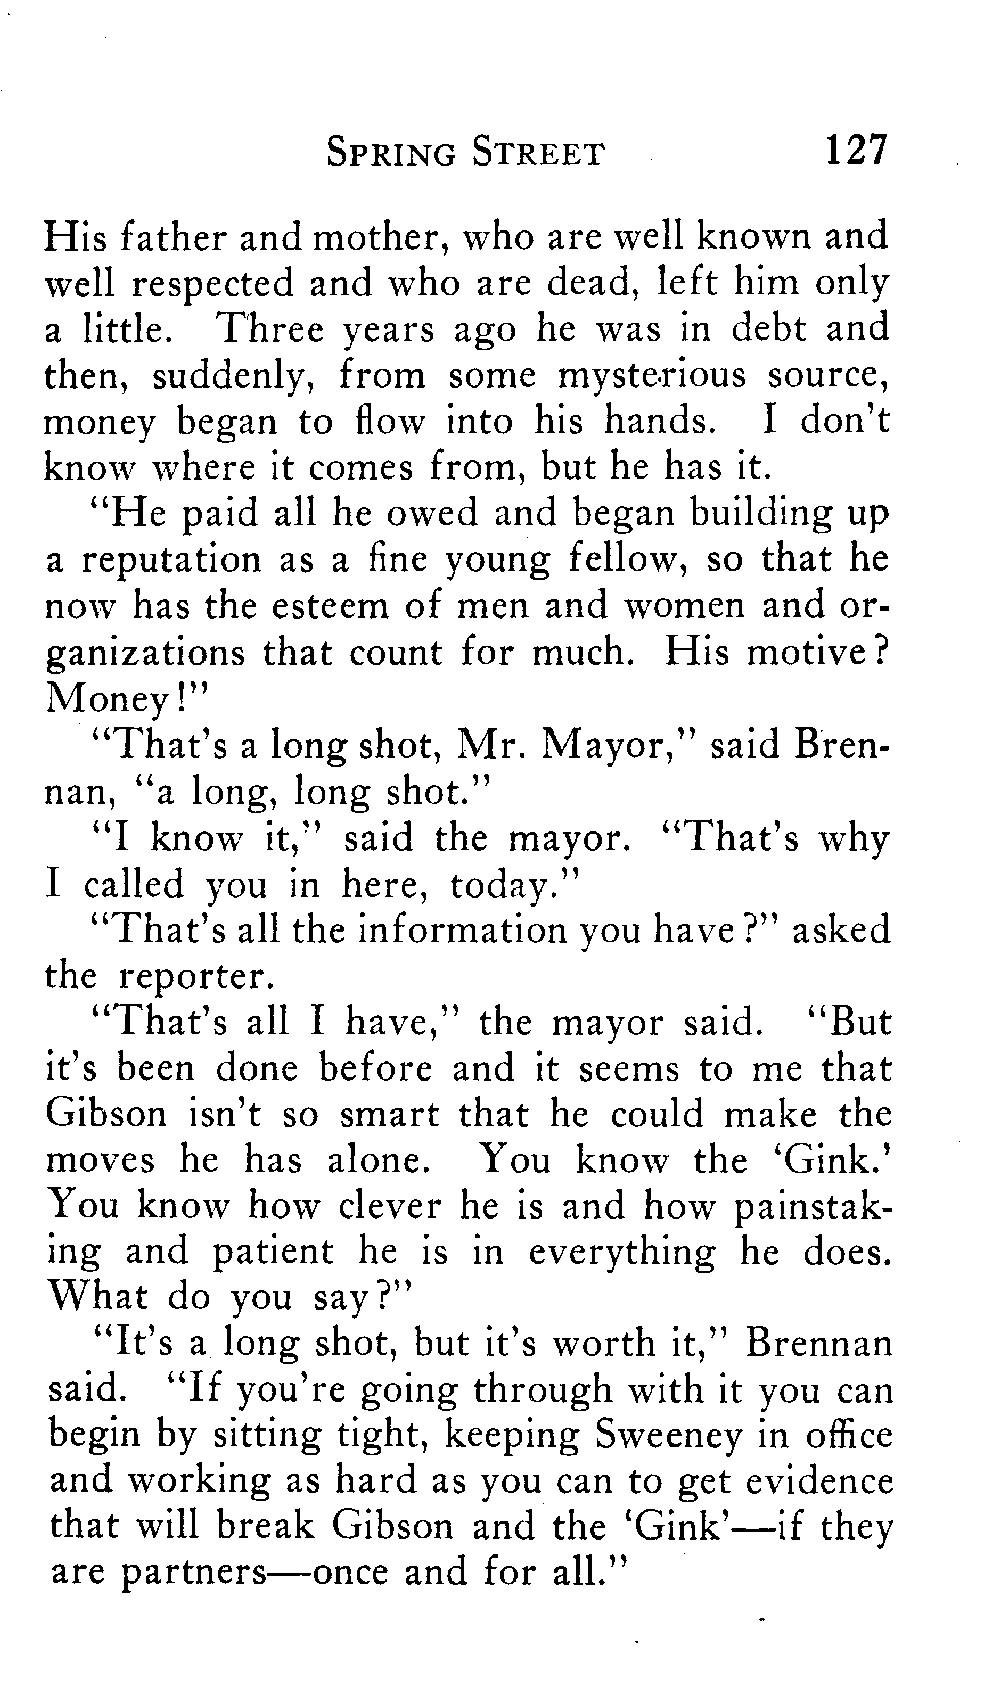 SPRING STREET 127
His father and mother, who are well known and
well respected and who are dead, left him only
a little. Three years ago he was in debt and
then, suddenly, from some mysterious source,
money began to flow into his hands. I don't
know where it comes from, but he has it.
"He paid all he owed and began building up
a reputation as a fine young fellow, so that he
now has the esteem of men and women and or-
ganizations that count for much. His motive?
Money!"
"That's a long shot, Mr. Mayor," said Bren-
nan, "a long, long shot."
"I know it," said the mayor. "That's why
I called you in here, today."
"That's all the information you have?" asked
the reporter.
"That's all I have," the mayor said. "But
it's been done before and it seems to me that
Gibson isn't so smart that he could make the
moves he has alone. You know the 'Gink.'
You know how clever he is and how painstak-
ing and patient he is in everything he does.
What do you say?"
"It's a long shot, but it's worth it," Brennan
said. "If you're going through with it you can
begin by sitting tight, keeping Sweeney in office
and working as hard as you can to get evidence
that will break Gibson and the 'Gink'—if they
are partners—once and for all."